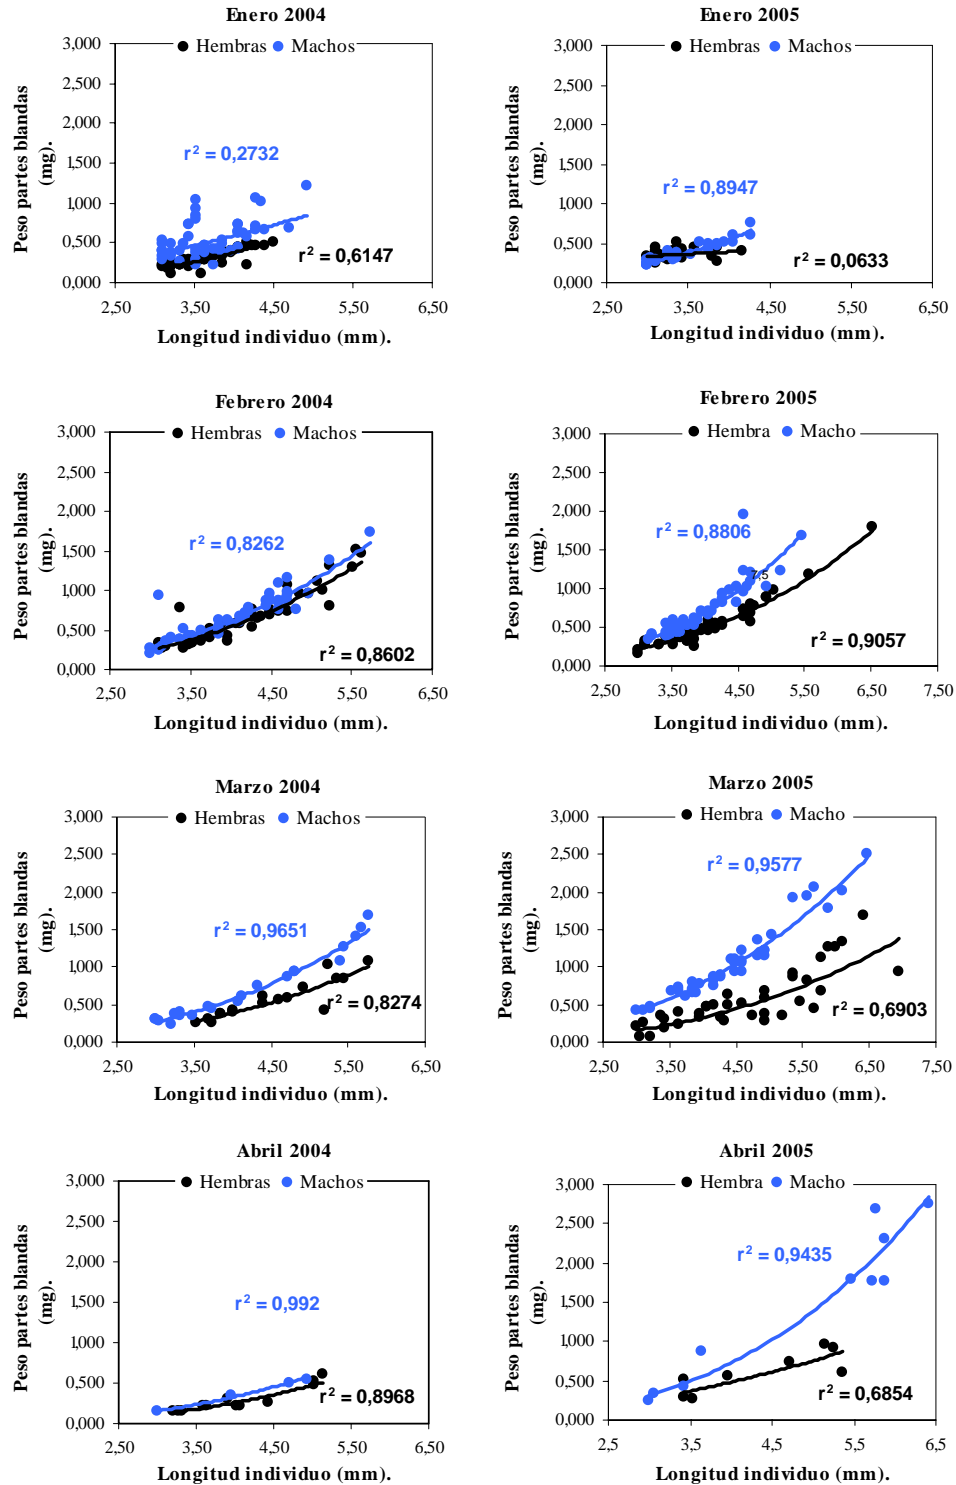 Enero 2004
Hembras Machos
3,000
2,500
2,000
1,500
1,000
0,500
0,000
Peso partes blandas
(mg).
r² = 0,2732
r² = 0,6147
2,50 3,50 4,50 5,50 6,50
Longitud individuo (mm).
Enero 2005
Hembras Machos
3,000
2,500
2,000
1,500
1,000
0,500
0,000
Peso partes blandas
(mg).
r² = 0,8947
r² = 0,0633
2,50 3,50 4,50 5,50 6,50
Longitud individuo (mm).
Febrero 2004
Hembras Machos
3,000
2,500
2,000
1,500
1,000
0,500
0,000
Peso partes blandas
(mg).
r² = 0,8262
r² = 0,8602
2,50 3,50 4,50 5,50 6,50
Longitud individuo (mm).
Febrero 2005
Hembra Macho
3,000
2,500
2,000
1,500
1,000
0,500
0,000
Peso partes blandas
(mg).
r² = 0,8806
7,5
r² = 0,9057
2,50 3,50 4,50 5,50 6,50 7,50
Longitud individuo (mm).
Marzo 2004
Hembras Machos
3,000
2,500
2,000
1,500
1,000
0,500
0,000
Peso partes blandas
(mg).
r² = 0,9651
r² = 0,8274
2,50 3,50 4,50 5,50 6,50
Longitud individuo (mm).
Marzo 2005
Hembra Macho
3,000
2,500
2,000
1,500
1,000
0,500
0,000
Peso partes blandas
(mg).
r² = 0,9577
r² = 0,6903
2,50 3,50 4,50 5,50 6,50 7,50
Longitud individuo (mm).
Abril 2004
Hembras Machos
3,000
2,500
2,000
1,500
1,000
0,500
0,000
Peso partes blandas
(mg).
r² = 0,992
r² = 0,8968
2,50 3,50 4,50 5,50 6,50
Longitud individuo (mm).
Abril 2005
Hembra Macho
3,000
2,500
2,000
1,500
1,000
0,500
0,000
Peso partes blandas
(mg).
r² = 0,9435
r² = 0,6854
2,5 3,5 4,5 5,5 6,5
Longitud individuo (mm).